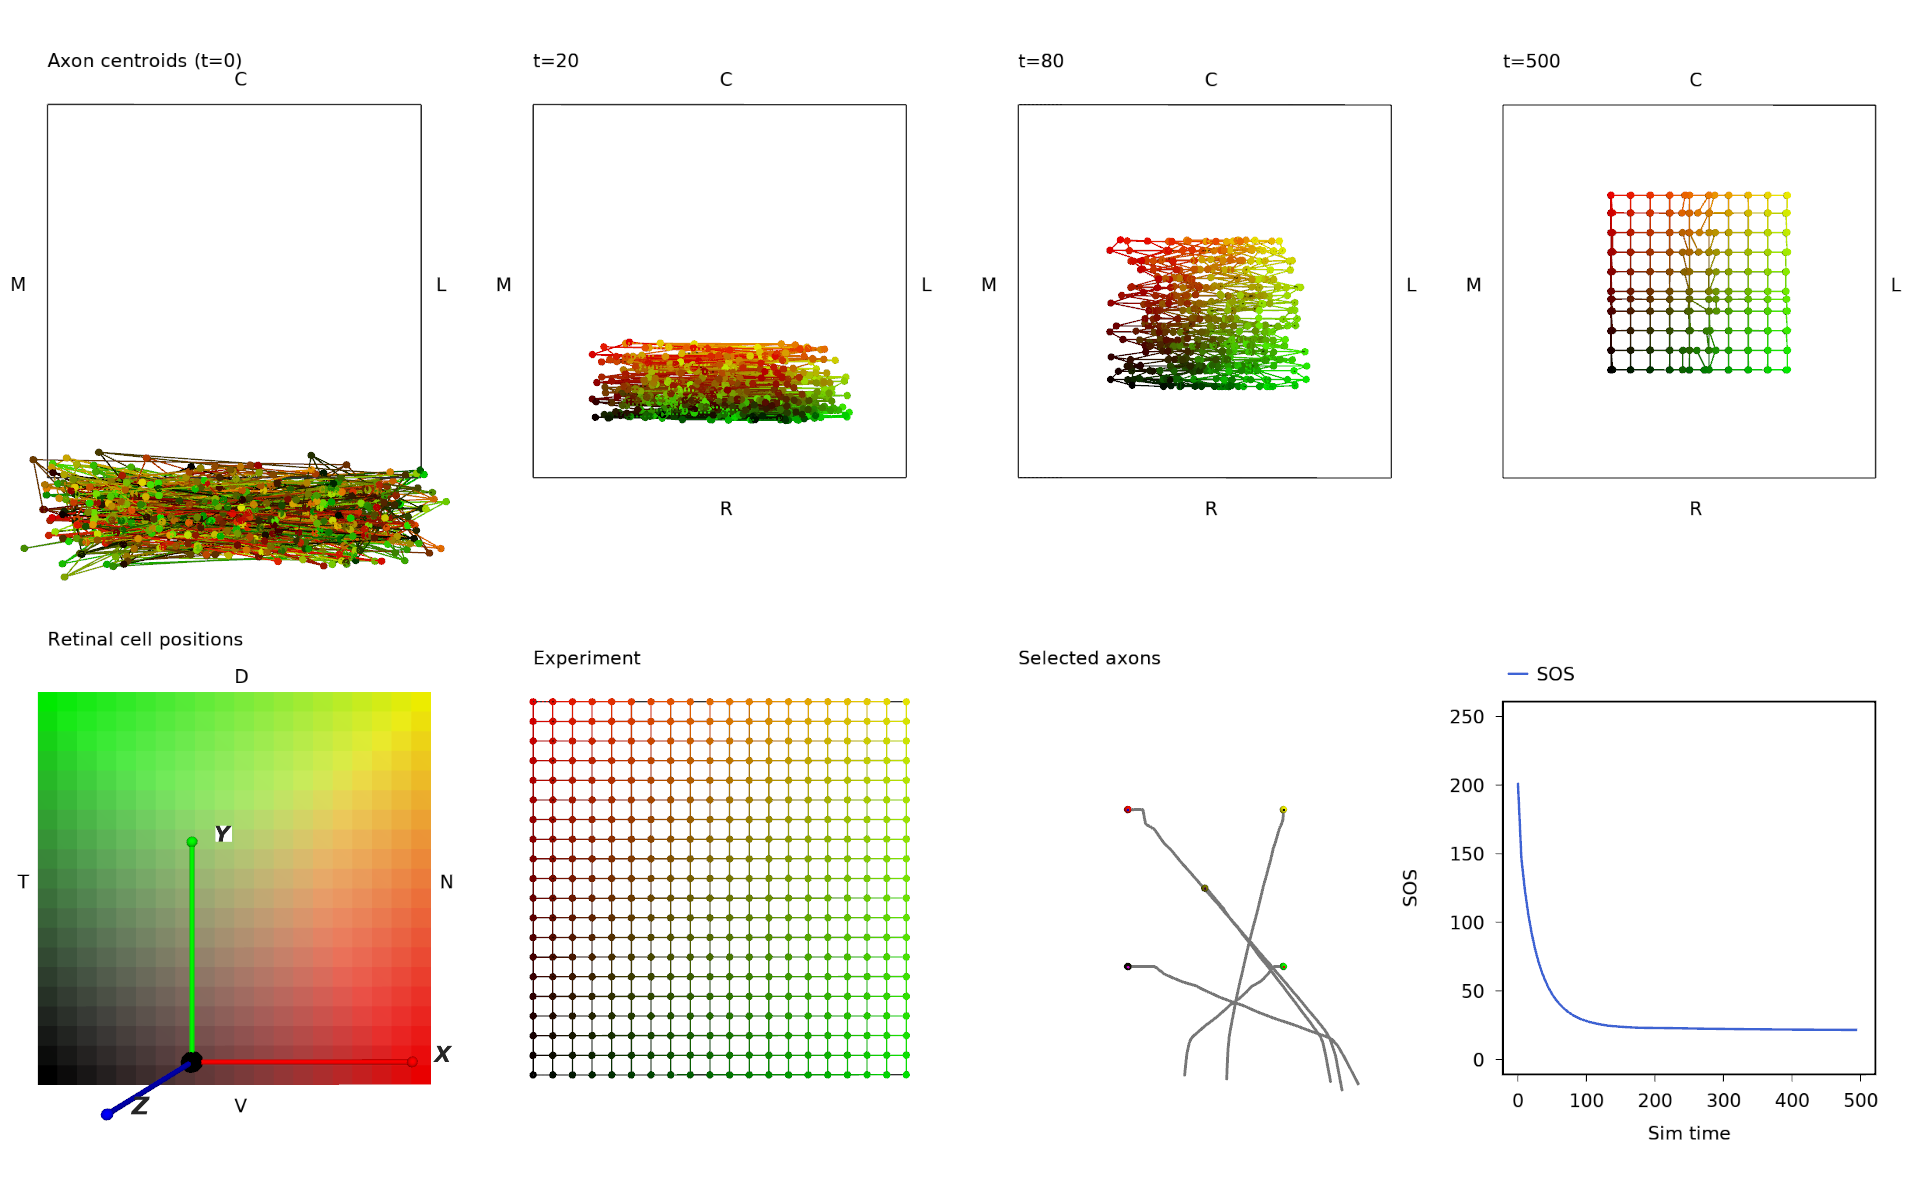 Axon centroids (t=0)
C
M
L
t=20
C
M
L
R
t=80
C
M
L
R
t=500
C
M
L
R
Retinal cell positions
D
T
N
V
Y
X
Z
Experiment
Selected axons
SOS
SOS
250
200
150
100
50
0
0 100 200 300 400 500
Sim time